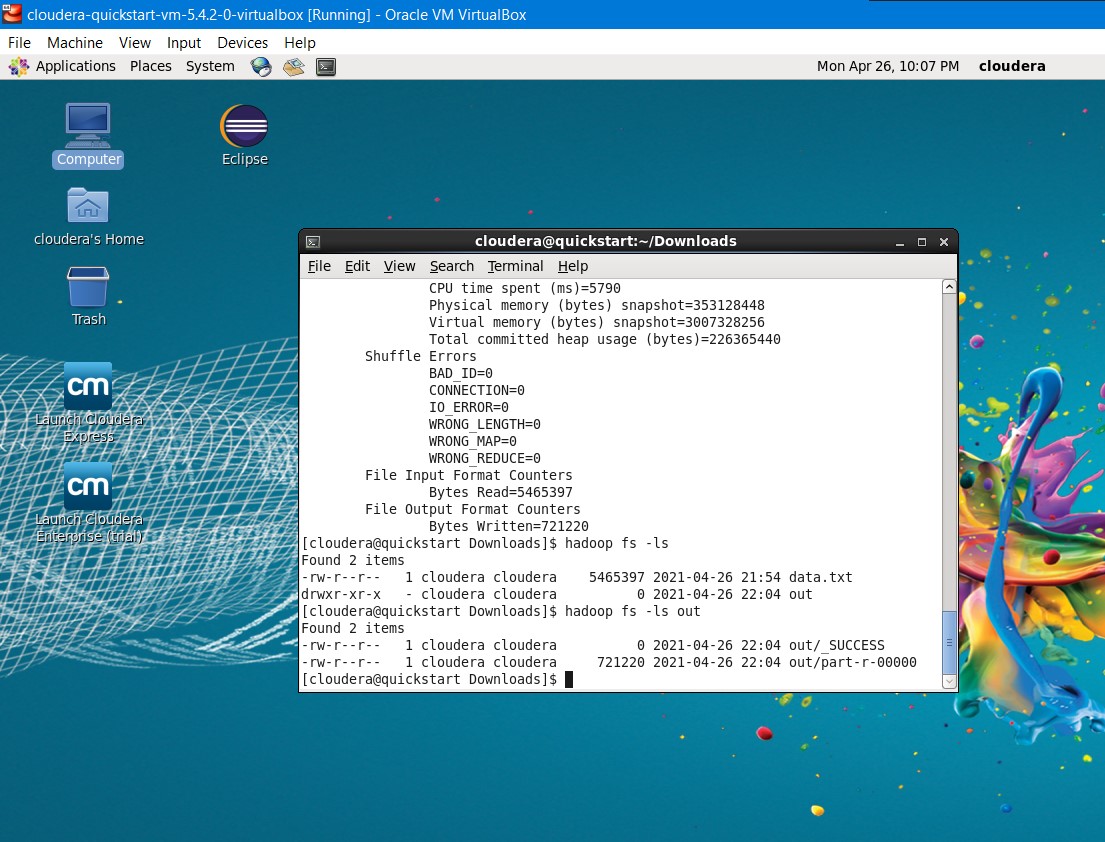 cloudera-quickstart-vm-5.4.2-0-virtualbox [Running] - Oracle VM VirtualBox
File Machine View Input Devices Help
Applications Places System Mon Apr 26, 10:07 PM cloudera
Computer
Eclipse
cloudera's Home
Trash
cm
Launch Cloudera
Express
cm
Launch Cloudera
Enterprise (trial)
cloudera@quickstart:~/Downloads
File Edit View Search Terminal Help
CPU time spent (ms)=5790
Physical memory (bytes) snapshot=353128448
Virtual memory (bytes) snapshot=3007328256
Total committed heap usage (bytes)=226365440
Shuffle Errors
BAD_ID=0
CONNECTION=0
IO_ERROR=0
WRONG_LENGTH=0
WRONG_MAP=0
WRONG_REDUCE=0
File Input Format Counters
Bytes Read=5465397
File Output Format Counters
Bytes Written=721220
[cloudera@quickstart Downloads]$ hadoop fs -ls
Found 2 items
-rw-r--r--   1 cloudera cloudera    5465397 2021-04-26 21:54 data.txt
drwxr-xr-x   - cloudera cloudera          0 2021-04-26 22:04 out
[cloudera@quickstart Downloads]$ hadoop fs -ls out
Found 2 items
-rw-r--r--   1 cloudera cloudera          0 2021-04-26 22:04 out/_SUCCESS
-rw-r--r--   1 cloudera cloudera     721220 2021-04-26 22:04 out/part-r-00000
[cloudera@quickstart Downloads]$